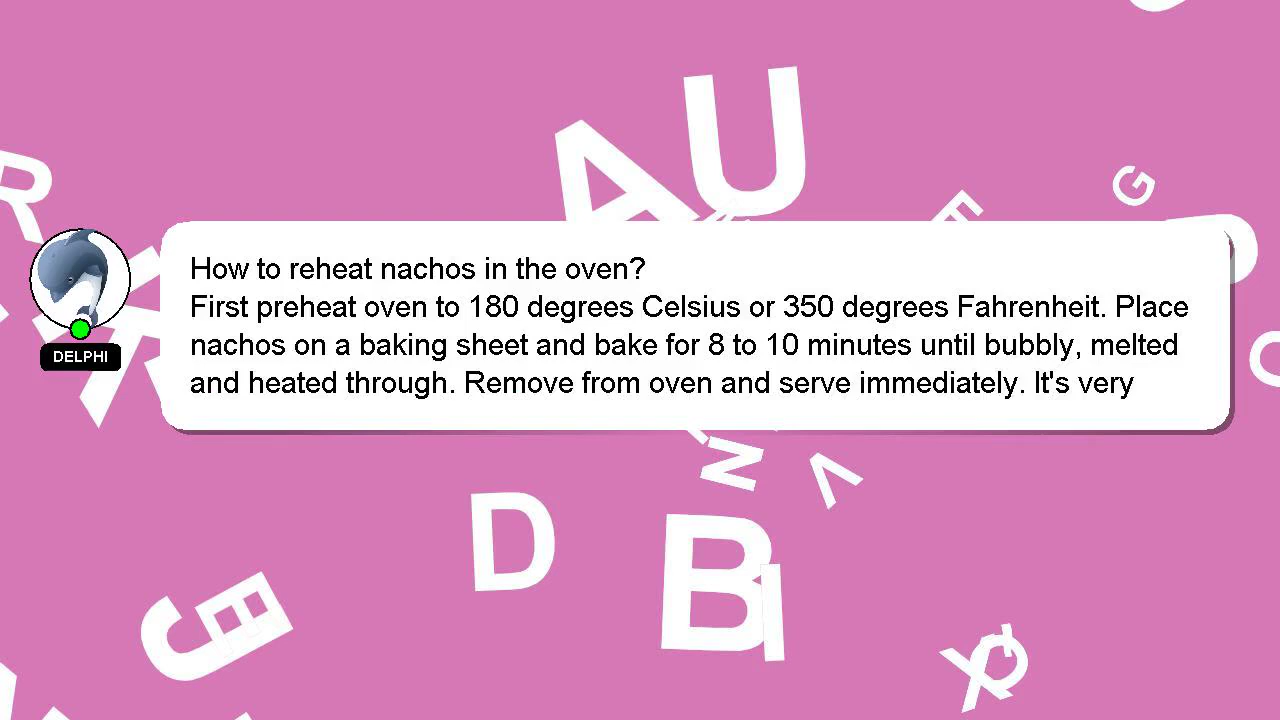 AU
R
G
E
How to reheat nachos in the oven?
First preheat oven to 180 degrees Celsius or 350 degrees Fahrenheit. Place
nachos on a baking sheet and bake for 8 to 10 minutes until bubbly, melted
and heated through. Remove from oven and serve immediately. It's very
DELPHI
N
V
D
B
I
J
E
X
Q